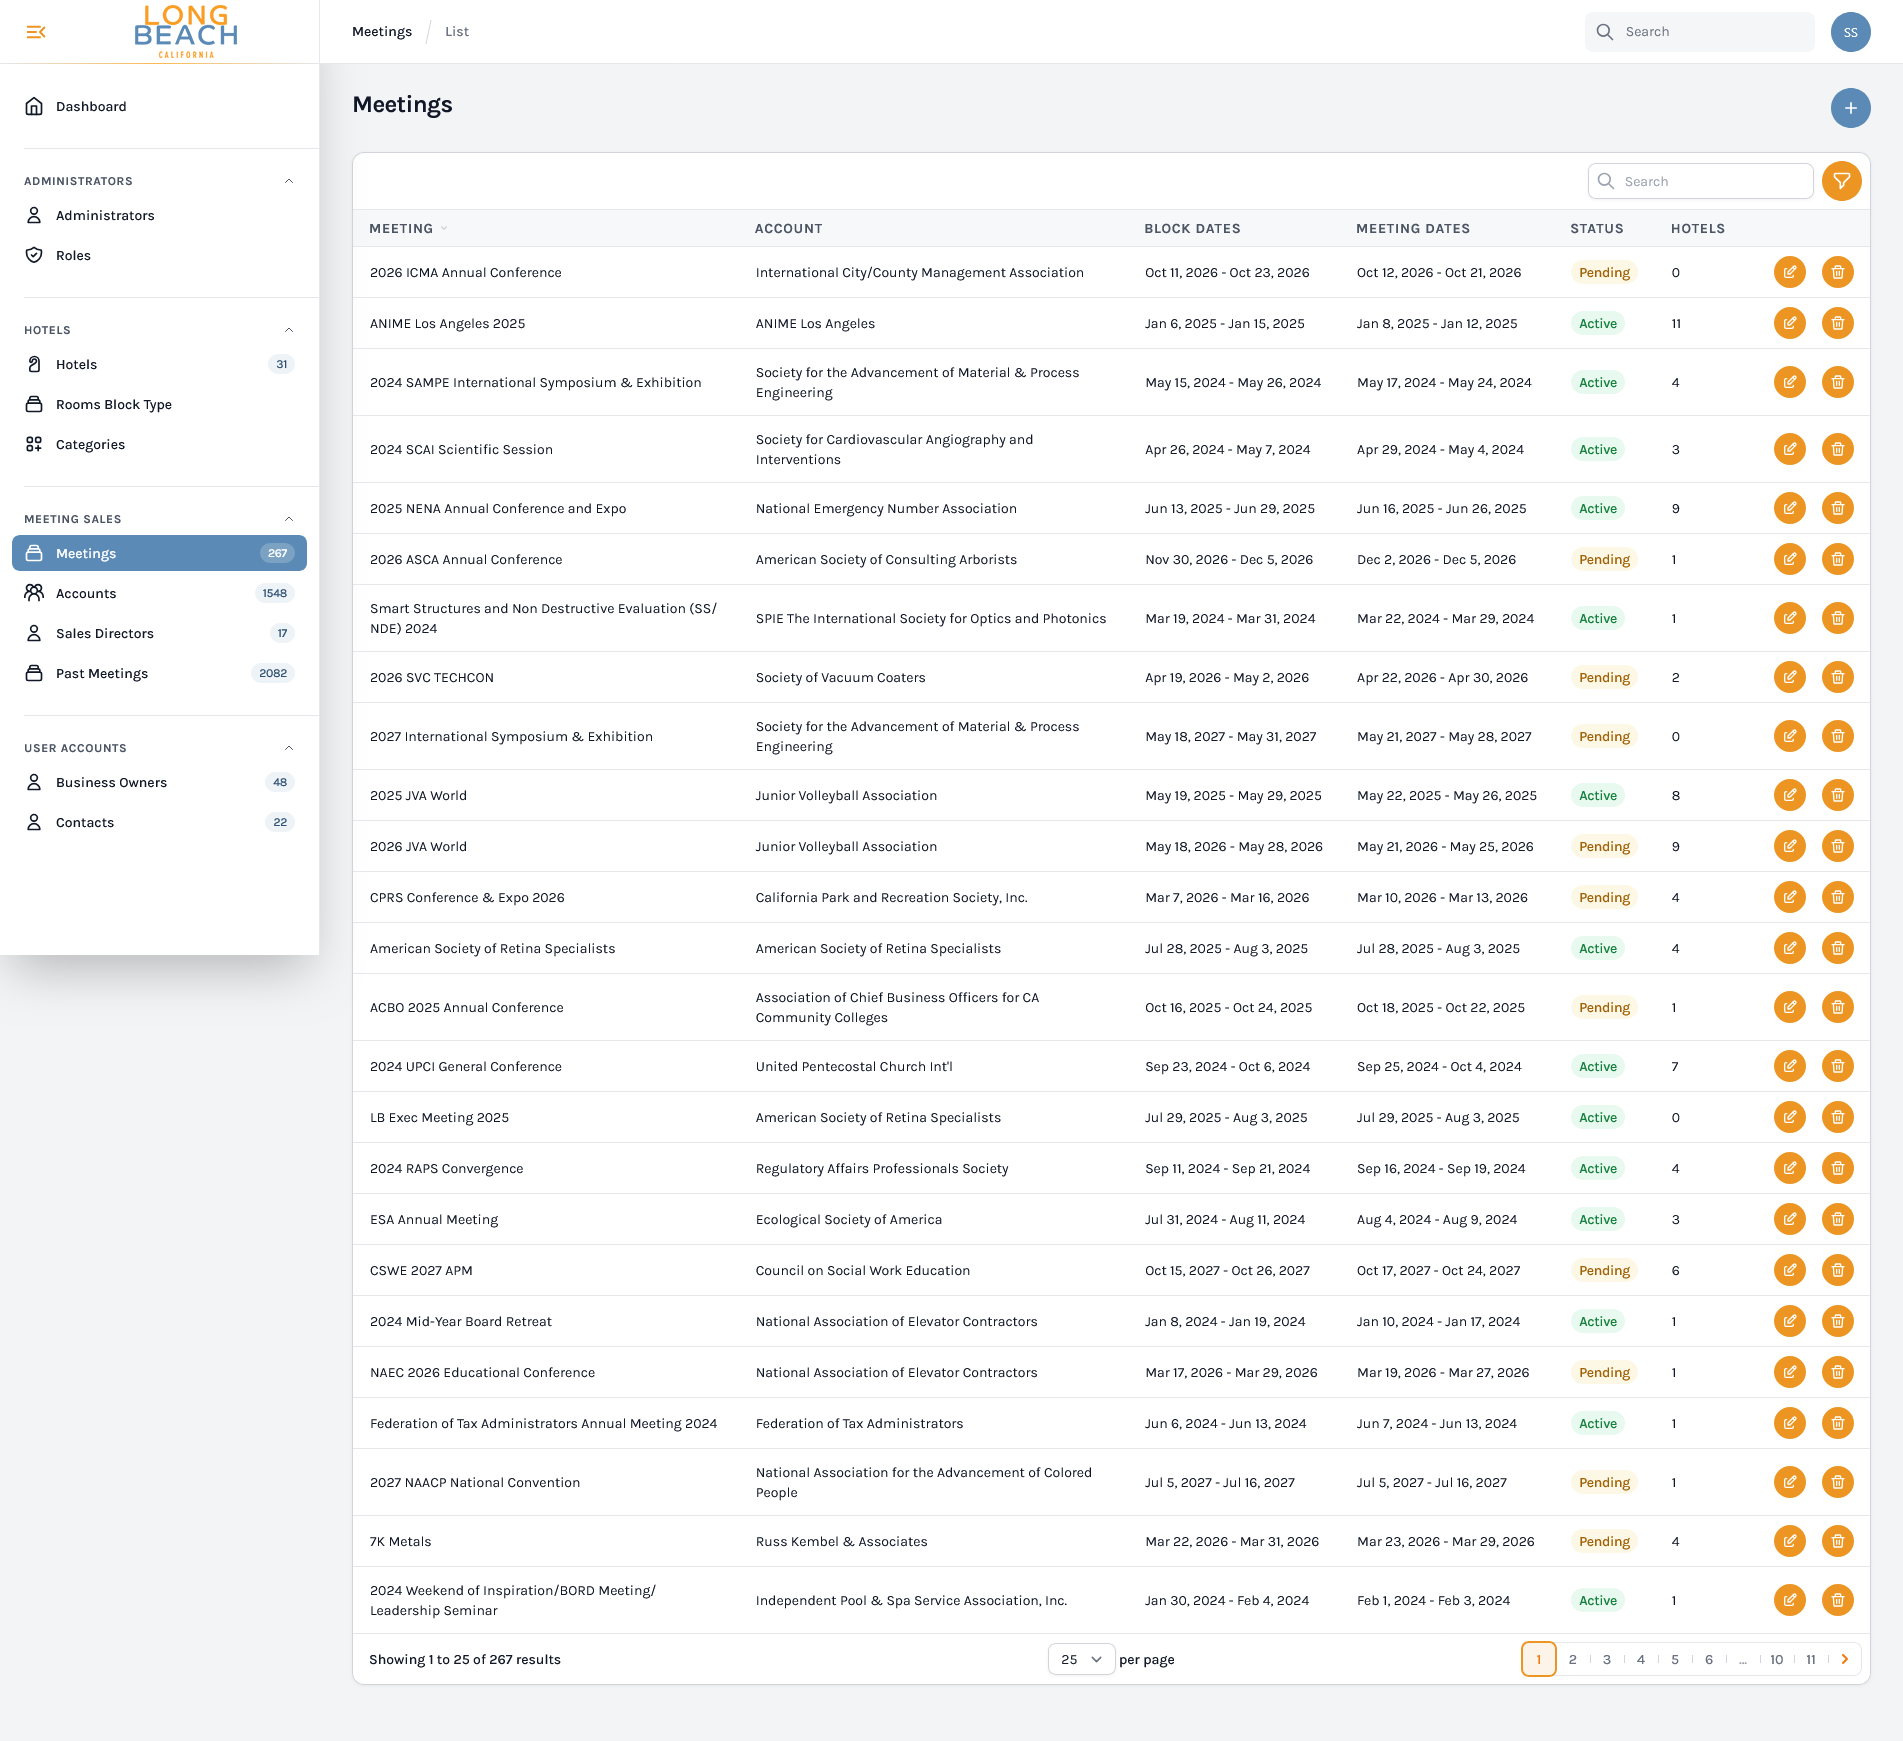 LONG
BEACH
CALIFORNIA
Meetings / List
Search
SS
Dashboard
ADMINISTRATORS
Administrators
Roles
HOTELS
Hotels 31
Rooms Block Type
Categories
MEETING SALES
Meetings 267
Accounts 1548
Sales Directors 17
Past Meetings 2082
USER ACCOUNTS
Business Owners 48
Contacts 22
Meetings
Search
MEETING ACCOUNT BLOCK DATES MEETING DATES STATUS HOTELS
2026 ICMA Annual Conference International City/County Management Association Oct 11, 2026 - Oct 23, 2026 Oct 12, 2026 - Oct 21, 2026 Pending 0
ANIME Los Angeles 2025 ANIME Los Angeles Jan 6, 2025 - Jan 15, 2025 Jan 8, 2025 - Jan 12, 2025 Active 11
2024 SAMPE International Symposium & Exhibition Society for the Advancement of Material & Process
Engineering May 15, 2024 - May 26, 2024 May 17, 2024 - May 24, 2024 Active 4
2024 SCAI Scientific Session Society for Cardiovascular Angiography and
Interventions Apr 26, 2024 - May 7, 2024 Apr 29, 2024 - May 4, 2024 Active 3
2025 NENA Annual Conference and Expo National Emergency Number Association Jun 13, 2025 - Jun 29, 2025 Jun 16, 2025 - Jun 26, 2025 Active 9
2026 ASCA Annual Conference American Society of Consulting Arborists Nov 30, 2026 - Dec 5, 2026 Dec 2, 2026 - Dec 5, 2026 Pending 1
Smart Structures and Non Destructive Evaluation (SS/
NDE) 2024 SPIE The International Society for Optics and Photonics Mar 19, 2024 - Mar 31, 2024 Mar 22, 2024 - Mar 29, 2024 Active 1
2026 SVC TECHCON Society of Vacuum Coaters Apr 19, 2026 - May 2, 2026 Apr 22, 2026 - Apr 30, 2026 Pending 2
2027 International Symposium & Exhibition Society for the Advancement of Material & Process
Engineering May 18, 2027 - May 31, 2027 May 21, 2027 - May 28, 2027 Pending 0
2025 JVA World Junior Volleyball Association May 19, 2025 - May 29, 2025 May 22, 2025 - May 26, 2025 Active 8
2026 JVA World Junior Volleyball Association May 18, 2026 - May 28, 2026 May 21, 2026 - May 25, 2026 Pending 9
CPRS Conference & Expo 2026 California Park and Recreation Society, Inc. Mar 7, 2026 - Mar 16, 2026 Mar 10, 2026 - Mar 13, 2026 Pending 4
American Society of Retina Specialists American Society of Retina Specialists Jul 28, 2025 - Aug 3, 2025 Jul 28, 2025 - Aug 3, 2025 Active 4
ACBO 2025 Annual Conference Association of Chief Business Officers for CA
Community Colleges Oct 16, 2025 - Oct 24, 2025 Oct 18, 2025 - Oct 22, 2025 Pending 1
2024 UPCI General Conference United Pentecostal Church Int'l Sep 23, 2024 - Oct 6, 2024 Sep 25, 2024 - Oct 4, 2024 Active 7
LB Exec Meeting 2025 American Society of Retina Specialists Jul 29, 2025 - Aug 3, 2025 Jul 29, 2025 - Aug 3, 2025 Active 0
2024 RAPS Convergence Regulatory Affairs Professionals Society Sep 11, 2024 - Sep 21, 2024 Sep 16, 2024 - Sep 19, 2024 Active 4
ESA Annual Meeting Ecological Society of America Jul 31, 2024 - Aug 11, 2024 Aug 4, 2024 - Aug 9, 2024 Active 3
CSWE 2027 APM Council on Social Work Education Oct 15, 2027 - Oct 26, 2027 Oct 17, 2027 - Oct 24, 2027 Pending 6
2024 Mid-Year Board Retreat National Association of Elevator Contractors Jan 8, 2024 - Jan 19, 2024 Jan 10, 2024 - Jan 17, 2024 Active 1
NAEC 2026 Educational Conference National Association of Elevator Contractors Mar 17, 2026 - Mar 29, 2026 Mar 19, 2026 - Mar 27, 2026 Pending 1
Federation of Tax Administrators Annual Meeting 2024 Federation of Tax Administrators Jun 6, 2024 - Jun 13, 2024 Jun 7, 2024 - Jun 13, 2024 Active 1
2027 NAACP National Convention National Association for the Advancement of Colored
People Jul 5, 2027 - Jul 16, 2027 Jul 5, 2027 - Jul 16, 2027 Pending 1
7K Metals Russ Kembel & Associates Mar 22, 2026 - Mar 31, 2026 Mar 23, 2026 - Mar 29, 2026 Pending 4
2024 Weekend of Inspiration/BORD Meeting/
Leadership Seminar Independent Pool & Spa Service Association, Inc. Jan 30, 2024 - Feb 4, 2024 Feb 1, 2024 - Feb 3, 2024 Active 1
Showing 1 to 25 of 267 results 25 per page 1 2 3 4 5 6 ... 10 11